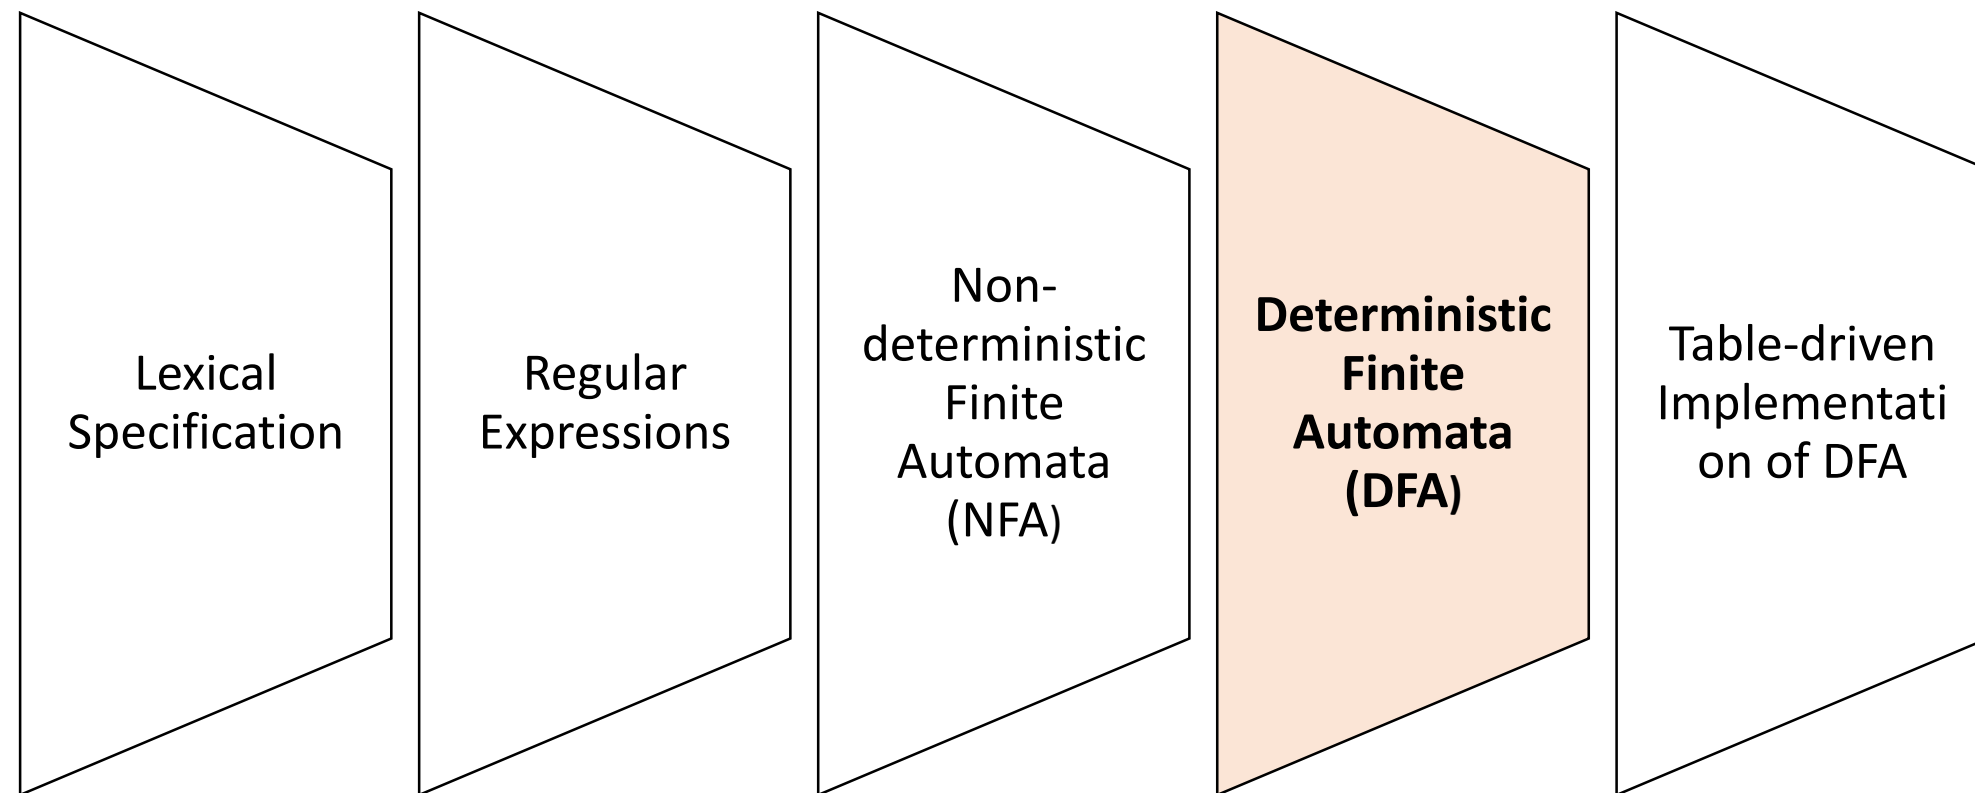 Lexical
Specification
Regular
Expressions
Non-
deterministic
Finite
Automata
(NFA)
Deterministic
Finite
Automata
(DFA)
Table-driven
Implementati
on of DFA